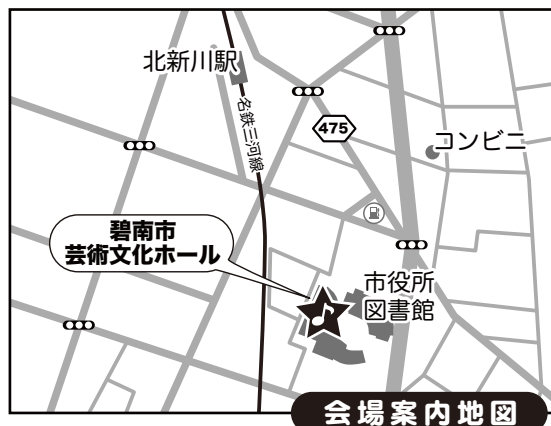 北新川駅
名鉄三河線
475
コンビニ
碧南市
芸術文化ホール
市役所
図書館
会場案内地図